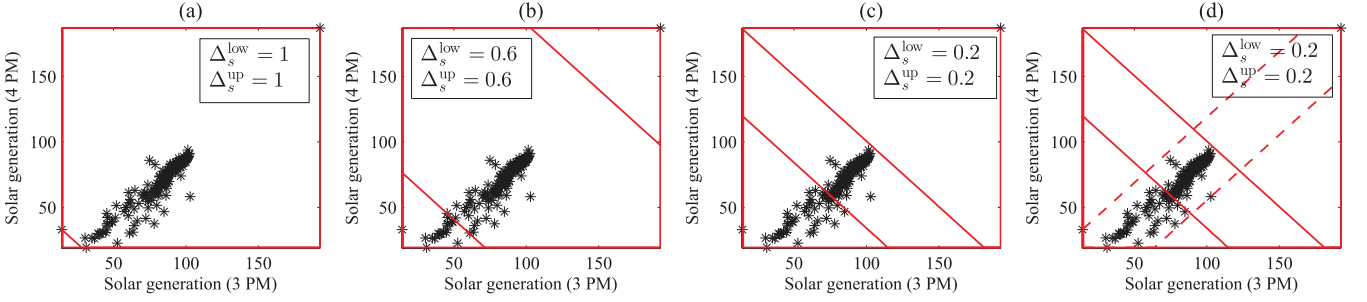 (a)
Δ_s^low = 1
Δ_s^up = 1
Solar generation (4 PM)
150
100
50
50 100 150
Solar generation (3 PM)
(b)
Δ_s^low = 0.6
Δ_s^up = 0.6
Solar generation (4 PM)
150
100
50
50 100 150
Solar generation (3 PM)
(c)
Δ_s^low = 0.2
Δ_s^up = 0.2
Solar generation (4 PM)
150
100
50
50 100 150
Solar generation (3 PM)
(d)
Δ_s^low = 0.2
Δ_s^up = 0.2
Solar generation (4 PM)
150
100
50
50 100 150
Solar generation (3 PM)